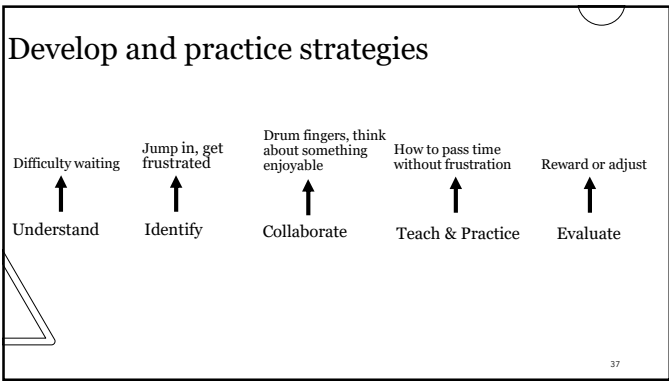 Develop and practice strategies
Difficulty waiting
Jump in, get
frustrated
Drum fingers, think
about something
enjoyable
How to pass time
without frustration
Reward or adjust
Understand
Identify
Collaborate
Teach & Practice
Evaluate
37